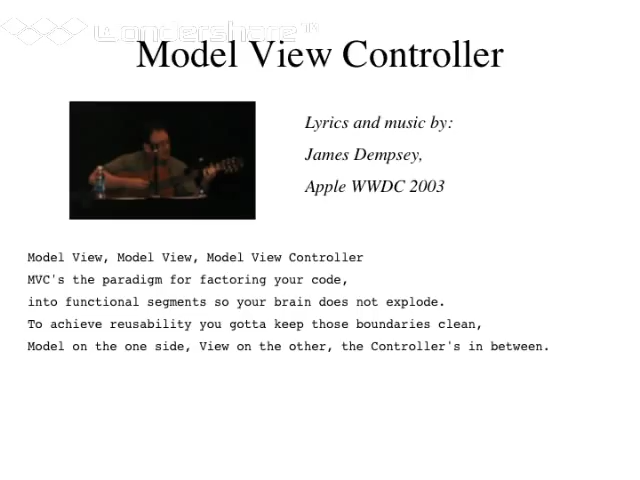 wondershare™
Model View Controller
Lyrics and music by:
James Dempsey,
Apple WWDC 2003
Model View, Model View, Model View Controller
MVC's the paradigm for factoring your code,
into functional segments so your brain does not explode.
To achieve reusability you gotta keep those boundaries clean,
Model on the one side, View on the other, the Controller's in between.